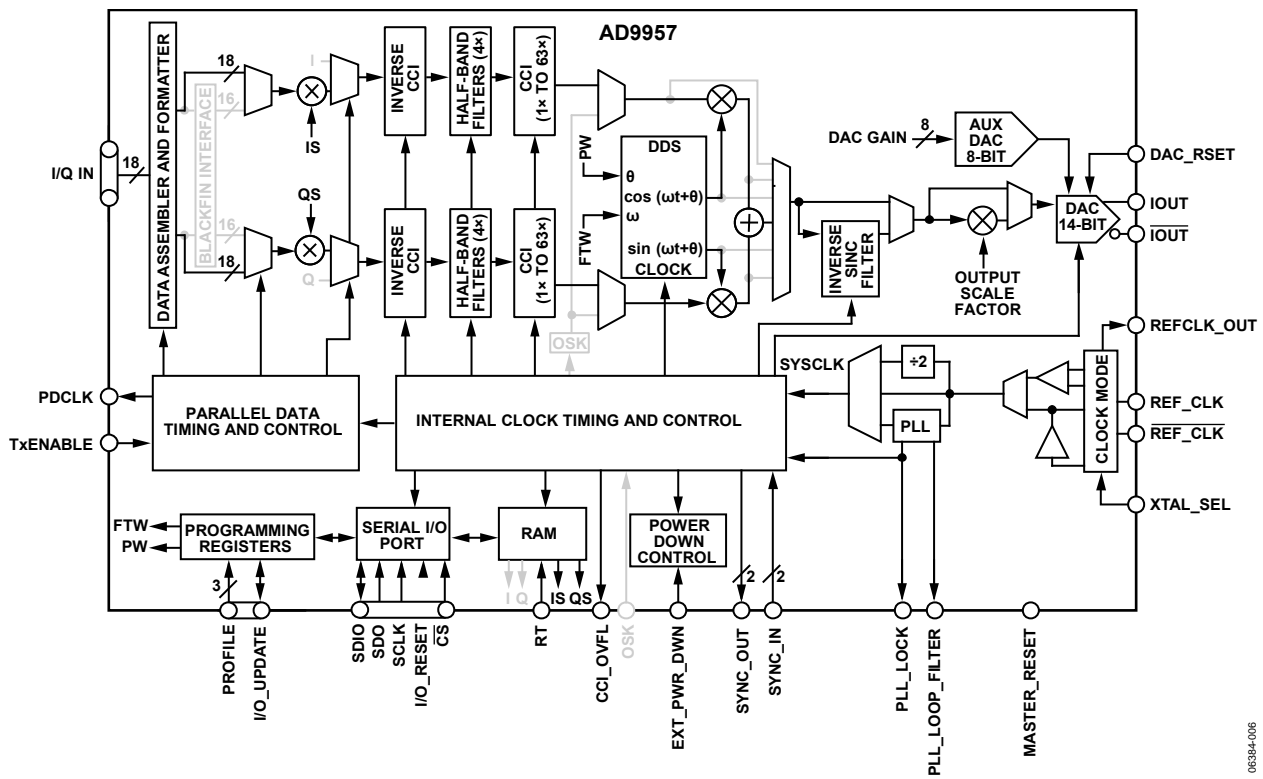 AD9957
I/Q IN
18
DATA ASSEMBLER AND FORMATTER
18
16
BLACKFIN INTERFACE
16
18
IS
QS
I
Q
INVERSE
CCI
HALF-BAND
FILTERS (4×)
CCI
(1× TO 63×)
INVERSE
CCI
HALF-BAND
FILTERS (4×)
CCI
(1× TO 63×)
OSK
PW
FTW
DDS
θ
cos (ωt+θ)
ω
sin (ωt+θ)
CLOCK
INVERSE
SINC
FILTER
OUTPUT
SCALE
FACTOR
DAC GAIN
8
AUX
DAC
8-BIT
DAC
14-BIT
DAC_RSET
IOUT
IOUT
REFCLK_OUT
REF_CLK
REF_CLK
XTAL_SEL
CLOCK MODE
SYSCLK
÷2
PLL
PDCLK
TxENABLE
PARALLEL DATA
TIMING AND CONTROL
INTERNAL CLOCK TIMING AND CONTROL
FTW
PW
PROGRAMMING
REGISTERS
SERIAL I/O
PORT
RAM
POWER
DOWN
CONTROL
3
I
Q
IS
QS
2
2
PROFILE
I/O_UPDATE
SDIO
SDO
SCLK
I/O_RESET
CS
RT
CCI_OVFL
OSK
EXT_PWR_DWN
SYNC_OUT
SYNC_IN
PLL_LOCK
PLL_LOOP_FILTER
MASTER_RESET
06384-006